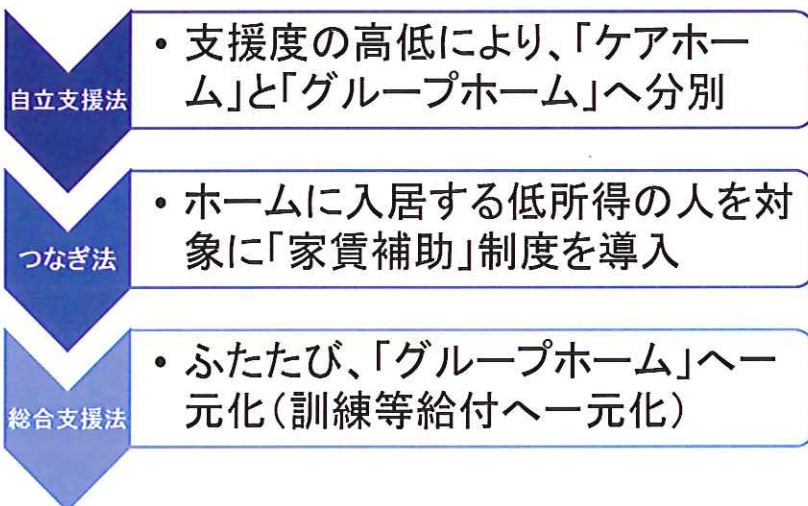 自立支援法
• 支援度の高低により、「ケアホー
ム」と「グループホーム」へ分別
つなぎ法
• ホームに入居する低所得の人を対
象に「家賃補助」制度を導入
総合支援法
• ふたたび、「グループホーム」へ一
元化（訓練等給付へ一元化）